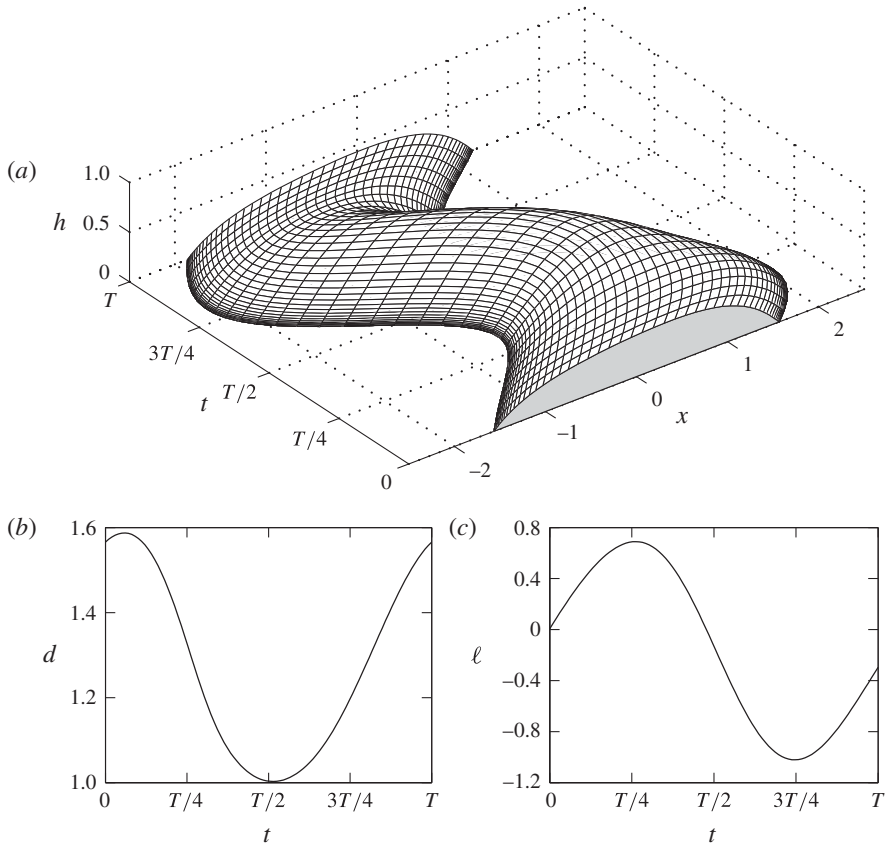 (a)
1.0
h 0.5
0
T
3T/4
t T/2
T/4
0
–2
–1
0
x
1
2
(b)
1.6
1.4
d
1.2
1.0
0 T/4 T/2 3T/4 T
t
(c)
0.8
0.4
0
ℓ
–0.4
–0.8
–1.2
0 T/4 T/2 3T/4 T
t